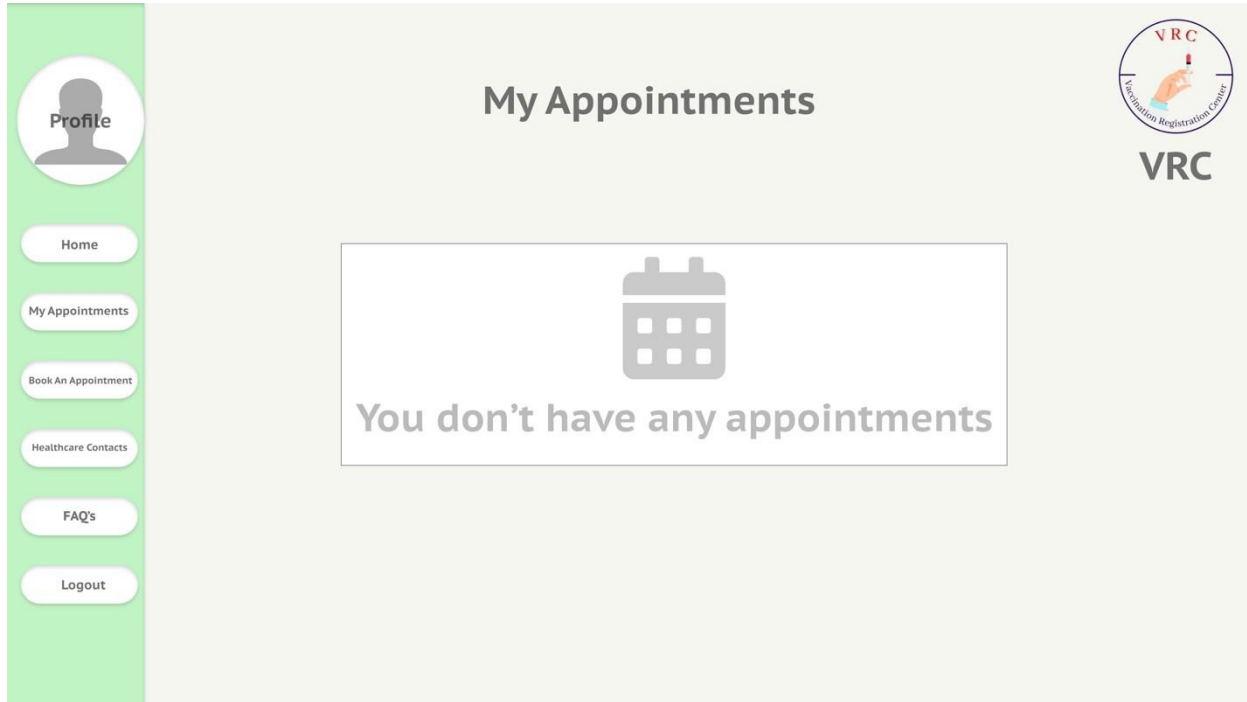 Profile
Home
My Appointments
Book An Appointment
Healthcare Contacts
FAQ's
Logout
My Appointments
You don't have any appointments
VRC
Vaccination Registration Center
VRC